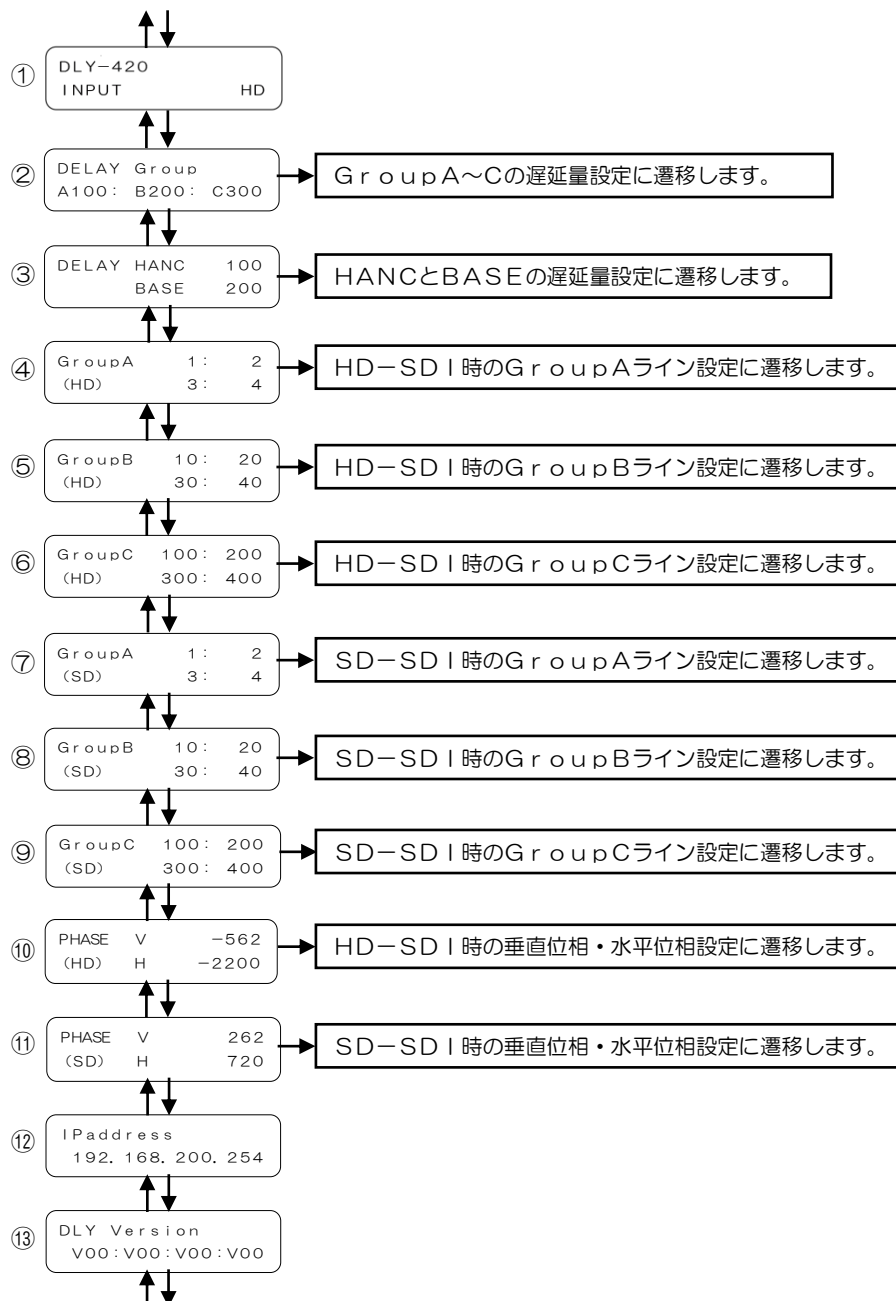 ① DLY-420
INPUT HD
② DELAY Group
A100: B200: C300
GroupA~Cの遅延量設定に遷移します。
③ DELAY HANC 100
BASE 200
HANCとBASEの遅延量設定に遷移します。
④ GroupA 1: 2
(HD) 3: 4
HD-SDI時のGroupAライン設定に遷移します。
⑤ GroupB 10: 20
(HD) 30: 40
HD-SDI時のGroupBライン設定に遷移します。
⑥ GroupC 100: 200
(HD) 300: 400
HD-SDI時のGroupCライン設定に遷移します。
⑦ GroupA 1: 2
(SD) 3: 4
SD-SDI時のGroupAライン設定に遷移します。
⑧ GroupB 10: 20
(SD) 30: 40
SD-SDI時のGroupBライン設定に遷移します。
⑨ GroupC 100: 200
(SD) 300: 400
SD-SDI時のGroupCライン設定に遷移します。
⑩ PHASE V -562
(HD) H -2200
HD-SDI時の垂直位相・水平位相設定に遷移します。
⑪ PHASE V 262
(SD) H 720
SD-SDI時の垂直位相・水平位相設定に遷移します。
⑫ IPaddress
192.168.200.254
⑬ DLY Version
V00:V00:V00:V00